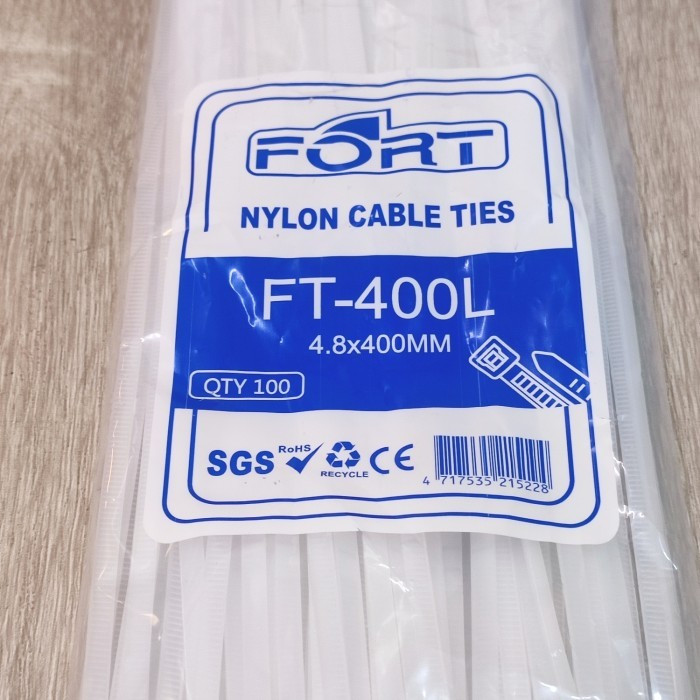 FORT
NYLON CABLE TIES
FT-400L
4.8x400MM
QTY 100
SGS RoHS RECYCLE CE
4 717535 215228